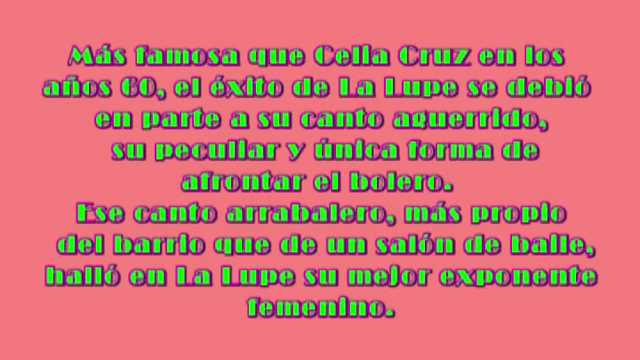 Más famosa que Celia Cruz en los
años 60, el éxito de La Lupe se debió
en parte a su canto aguerrido,
su peculiar y única forma de
afrontar el bolero.
Ese canto arrabalero, más propio
del barrio que de un salón de baile,
halló en La Lupe su mejor exponente
femenino.